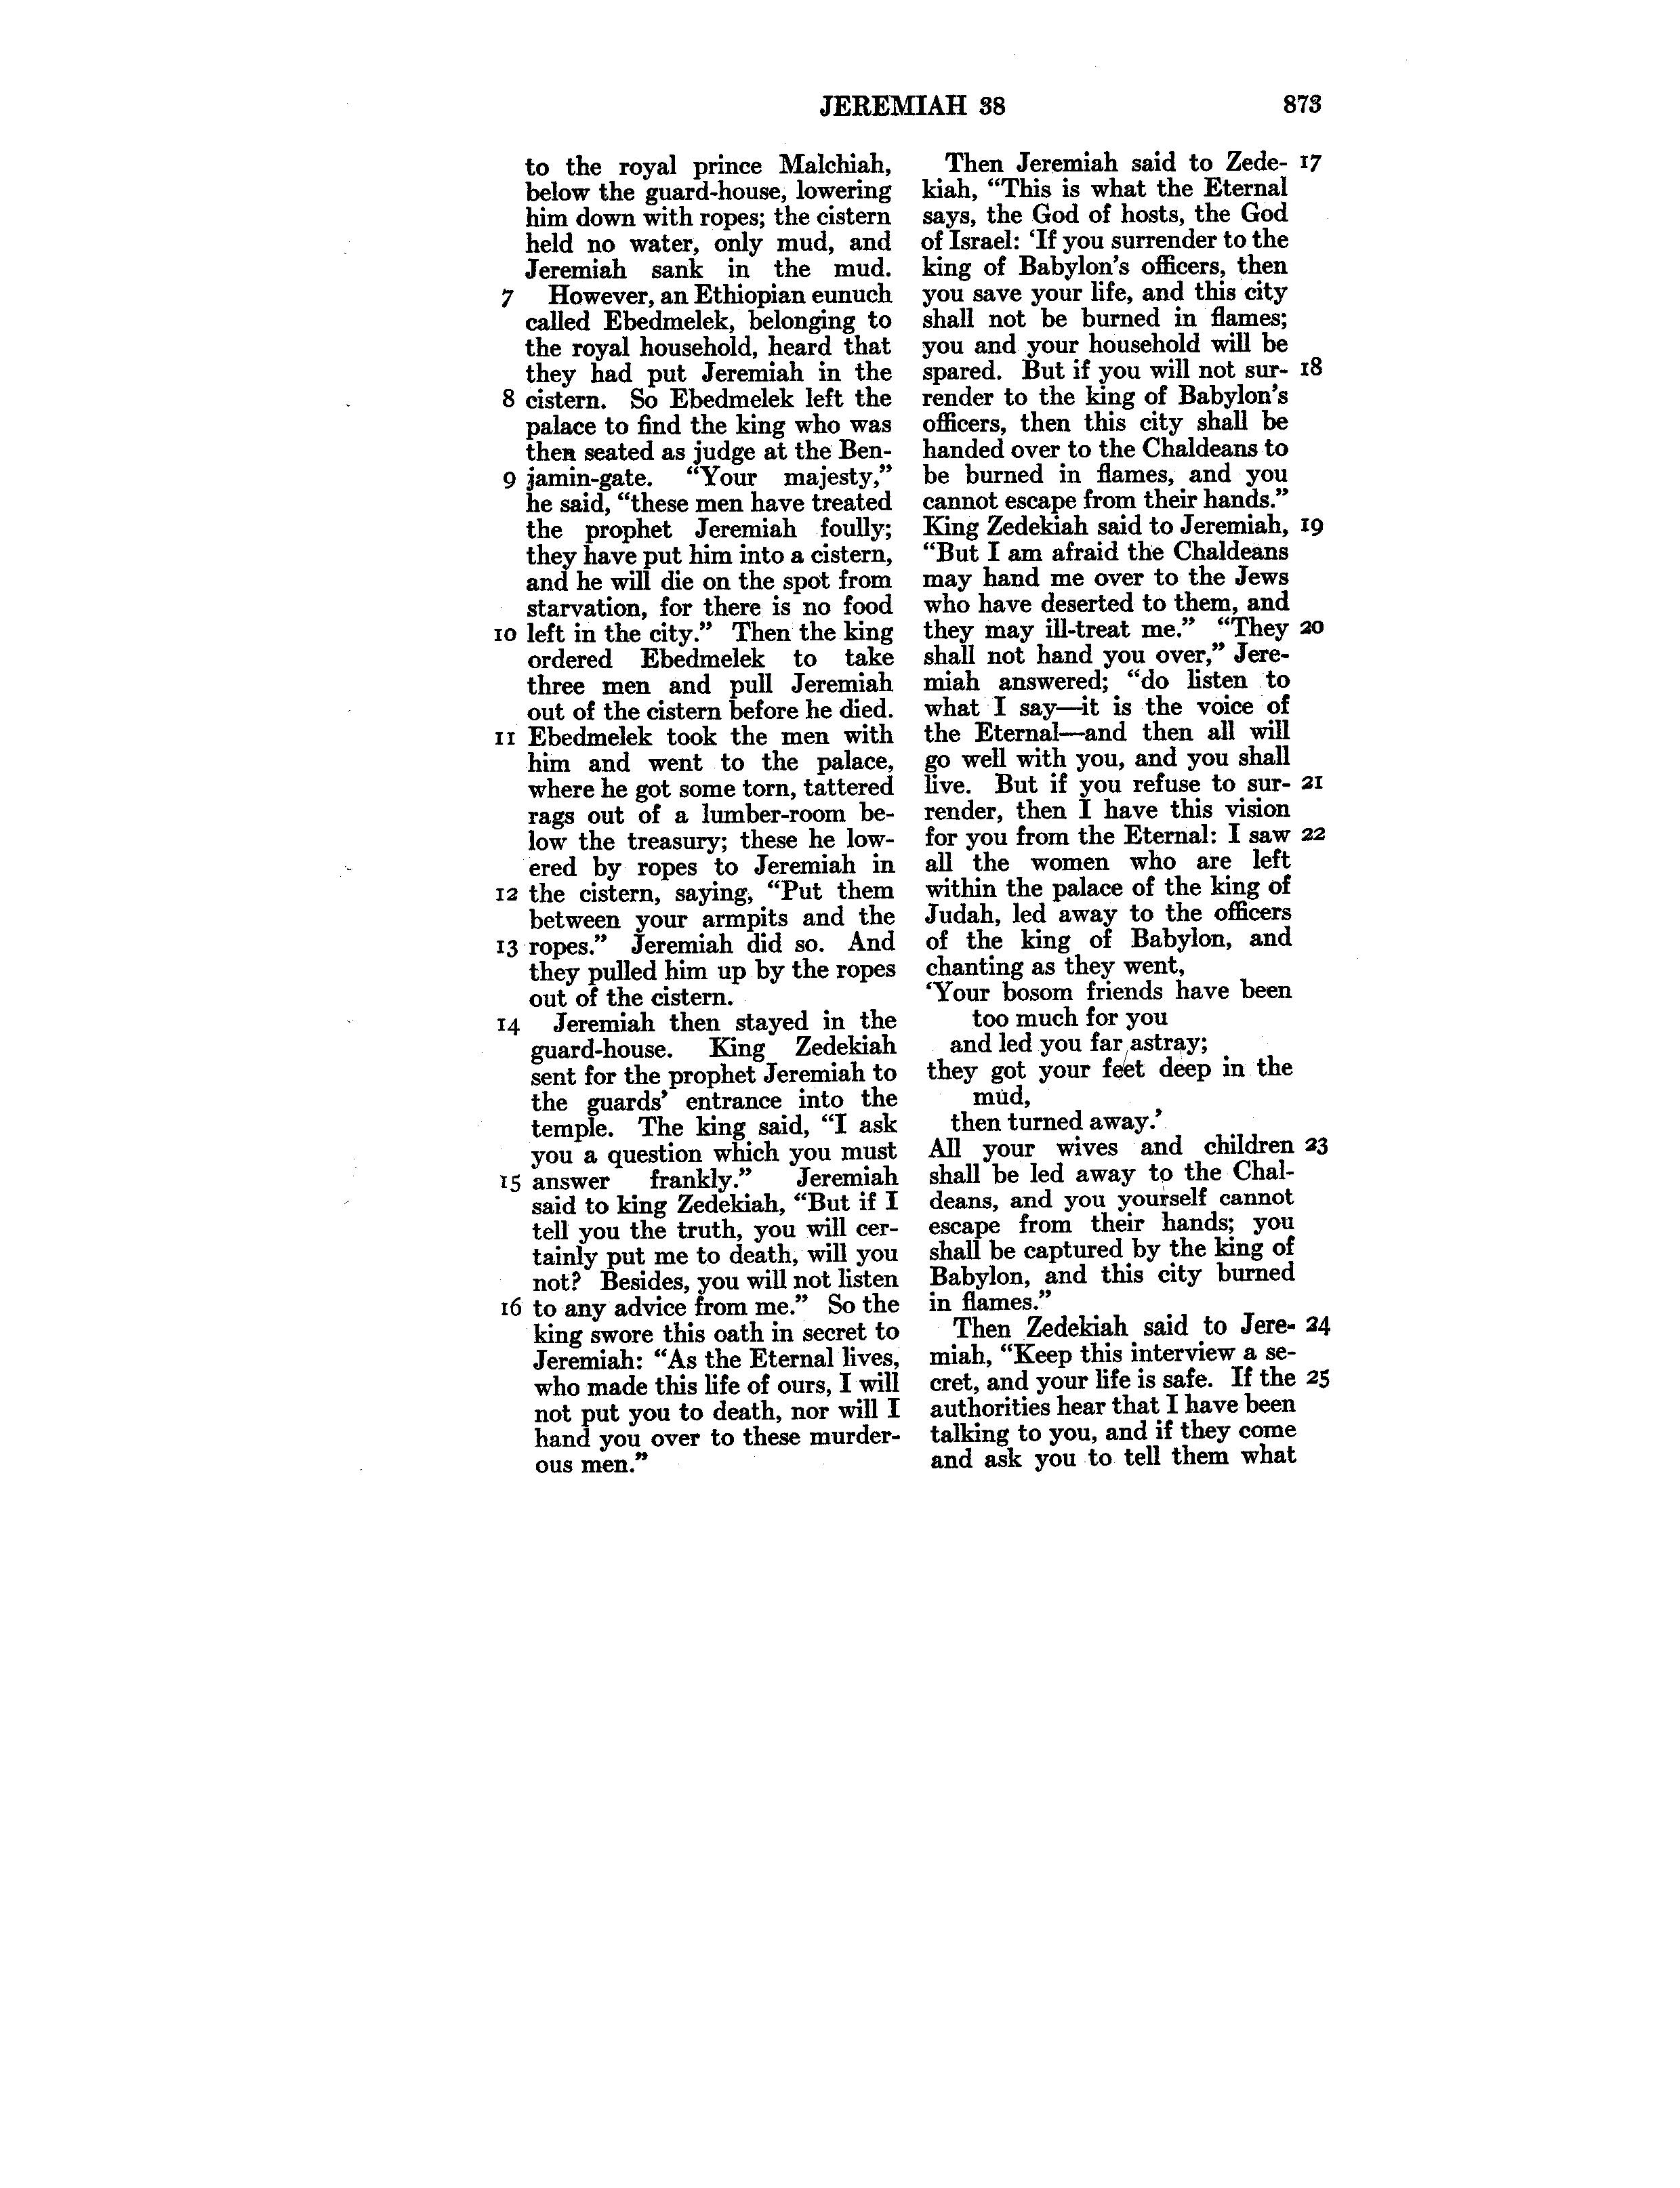 JEREMIAH 38 873
to the royal prince Malchiah,
below the guard-house, lowering
him down with ropes; the cistern
held no water, only mud, and
Jeremiah sank in the mud.
7 However, an Ethiopian eunuch
called Ebedmelek, belonging to
the royal household, heard that
they had put Jeremiah in the
8 cistern. So Ebedmelek left the
palace to find the king who was
then seated as judge at the Ben-
9 jamin-gate. “Your majesty,”
he said, “these men have treated
the prophet Jeremiah foully;
they have put him into a cistern,
and he will die on the spot from
starvation, for there is no food
10 left in the city.” Then the king
ordered Ebedmelek to take
three men and pull Jeremiah
out of the cistern before he died.
11 Ebedmelek took the men with
him and went to the palace,
where he got some torn, tattered
rags out of a lumber-room be-
low the treasury; these he low-
ered by ropes to Jeremiah in
12 the cistern, saying, “Put them
between your armpits and the
13 ropes.” Jeremiah did so. And
they pulled him up by the ropes
out of the cistern.
14 Jeremiah then stayed in the
guard-house. King Zedekiah
sent for the prophet Jeremiah to
the guards’ entrance into the
temple. The king said, “I ask
you a question which you must
15 answer frankly.” Jeremiah
said to king Zedekiah, “But if I
tell you the truth, you will cer-
tainly put me to death, will you
not? Besides, you will not listen
16 to any advice from me.” So the
king swore this oath in secret to
Jeremiah: “As the Eternal lives,
who made this life of ours, I will
not put you to death, nor will I
hand you over to these murder-
ous men.”
Then Jeremiah said to Zede- 17
kiah, “This is what the Eternal
says, the God of hosts, the God
of Israel: ‘If you surrender to the
king of Babylon’s officers, then
you save your life, and this city
shall not be burned in flames;
you and your household will be
spared. But if you will not sur- 18
render to the king of Babylon’s
officers, then this city shall be
handed over to the Chaldeans to
be burned in flames, and you
cannot escape from their hands.”
King Zedekiah said to Jeremiah, 19
“But I am afraid the Chaldeans
may hand me over to the Jews
who have deserted to them, and
they may ill-treat me.” “They 20
shall not hand you over,” Jere-
miah answered; “do listen to
what I say—it is the voice of
the Eternal—and then all will
go well with you, and you shall
live. But if you refuse to sur- 21
render, then I have this vision
for you from the Eternal: I saw 22
all the women who are left
within the palace of the king of
Judah, led away to the officers
of the king of Babylon, and
chanting as they went,
‘Your bosom friends have been
too much for you
and led you far astray;
they got your feet deep in the
mud,
then turned away.’
All your wives and children 23
shall be led away to the Chal-
deans, and you yourself cannot
escape from their hands; you
shall be captured by the king of
Babylon, and this city burned
in flames.”
Then Zedekiah said to Jere- 24
miah, “Keep this interview a se-
cret, and your life is safe. If the 25
authorities hear that I have been
talking to you, and if they come
and ask you to tell them what